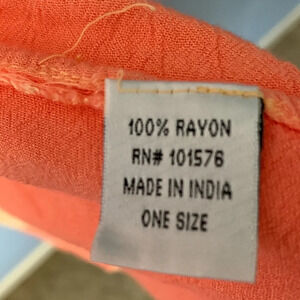 100% RAYON
RN# 101576
MADE IN INDIA
ONE SIZE